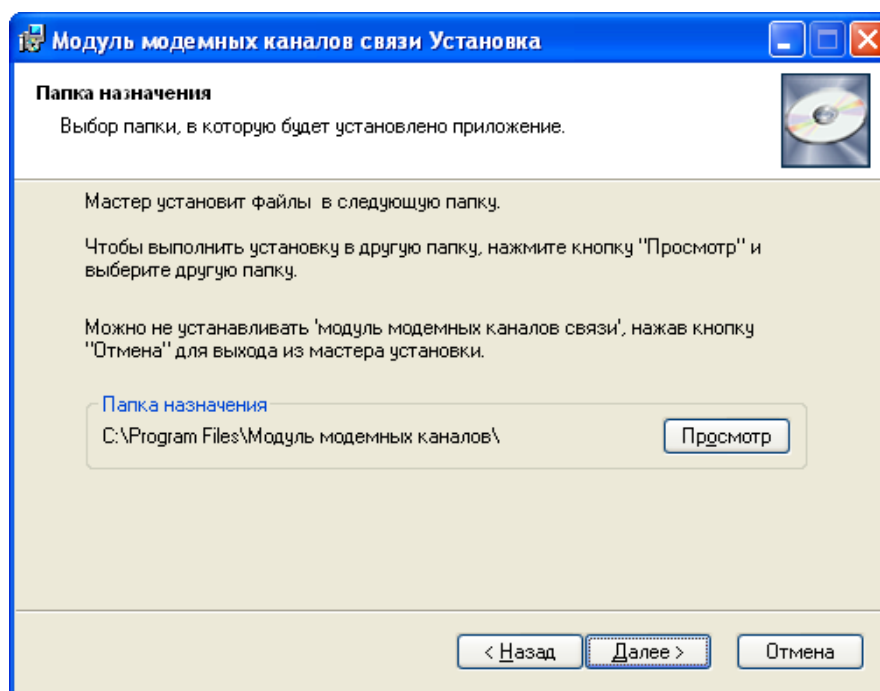 Модуль модемных каналов связи Установка
Папка назначения
Выбор папки, в которую будет установлено приложение.
Мастер установит файлы в следующую папку.
Чтобы выполнить установку в другую папку, нажмите кнопку "Просмотр" и
выберите другую папку.
Можно не устанавливать 'модуль модемных каналов связи', нажав кнопку
"Отмена" для выхода из мастера установки.
Папка назначения
C:\Program Files\Модуль модемных каналов\
Просмотр
< Назад
Далее >
Отмена